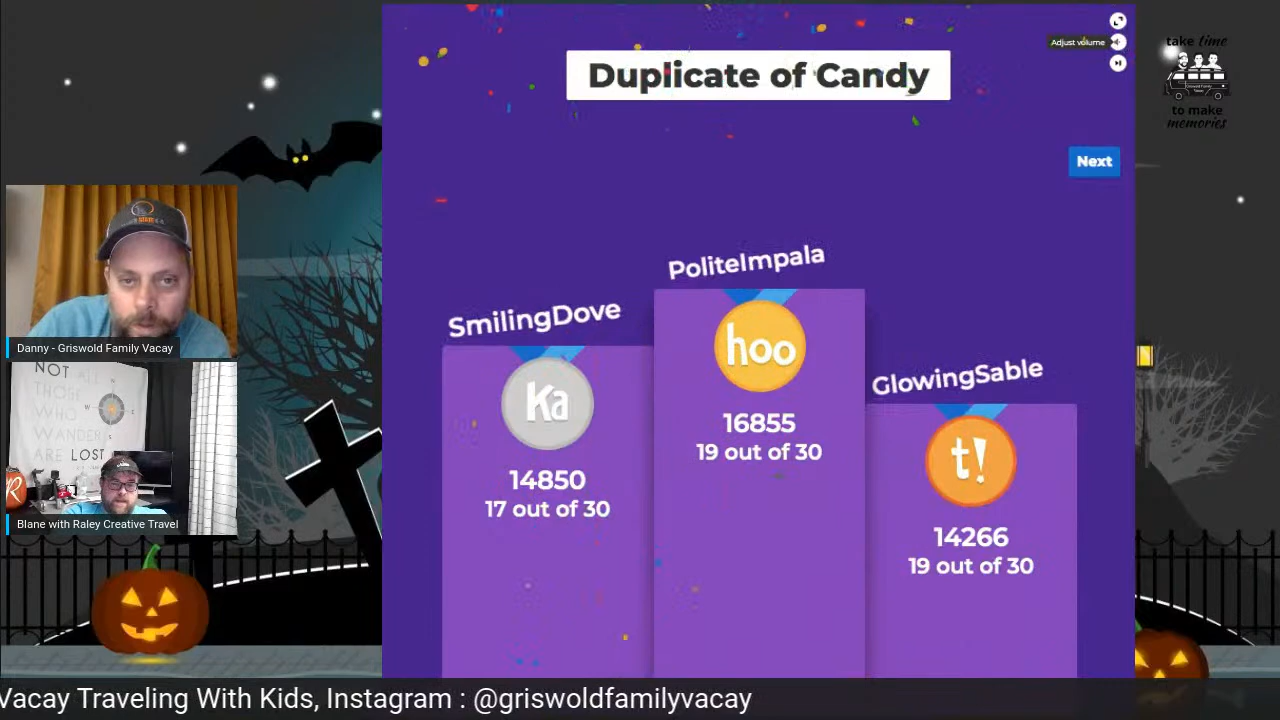 Duplicate of Candy
Adjust volume
take time
to make
memories
Next
PoliteImpala
hoo
16855
19 out of 30
SmilingDove
Ka
14850
17 out of 30
GlowingSable
t!
14266
19 out of 30
Danny - Griswold Family Vacay
NOT ALL
THOSE
WHO
WANDER
ARE LOST
Blane with Raley Creative Travel
Vacay Traveling With Kids, Instagram : @griswoldfamilyvacay